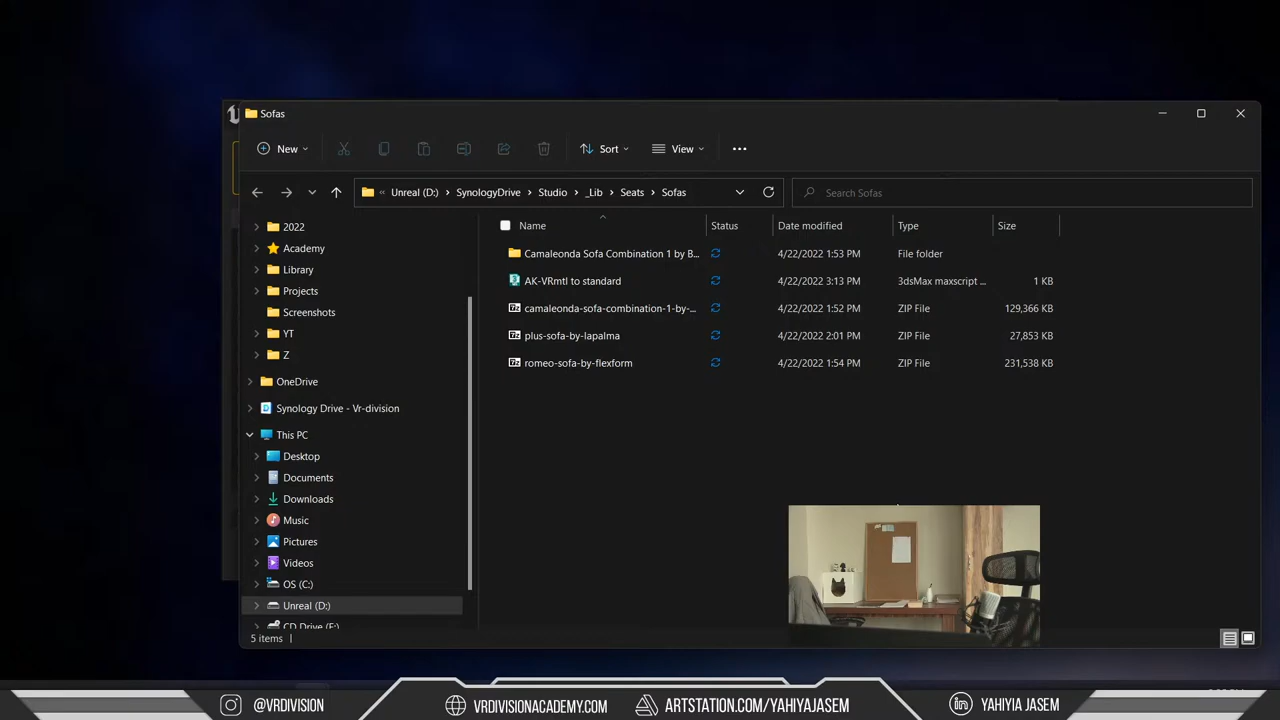 Sofas
New
Sort
View
Unreal (D:) SynologyDrive Studio _Lib Seats Sofas
Search Sofas
2022
Academy
Library
Projects
Screenshots
YT
Z
OneDrive
Synology Drive - Vr-division
This PC
Desktop
Documents
Downloads
Music
Pictures
Videos
OS (C:)
Unreal (D:)
CD Drive (F:)
Name Status Date modified Type Size
Camaleonda Sofa Combination 1 by B... 4/22/2022 1:53 PM File folder
AK-VRmtl to standard 4/22/2022 3:13 PM 3dsMax maxscript ... 1 KB
camaleonda-sofa-combination-1-by-... 4/22/2022 1:52 PM ZIP File 129,366 KB
plus-sofa-by-lapalma 4/22/2022 2:01 PM ZIP File 27,853 KB
romeo-sofa-by-flexform 4/22/2022 1:54 PM ZIP File 231,538 KB
5 items
@VRDIVISION VRDIVISIONACADEMY.COM ARTSTATION.COM/YAHIYAJASEM YAHIYIA JASEM